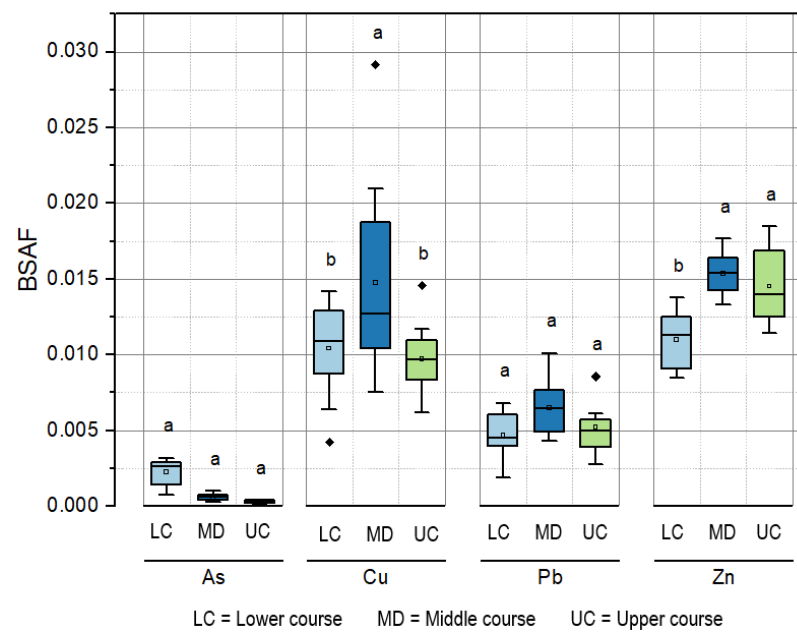 BSAF
0.030
0.025
0.020
0.015
0.010
0.005
0.000
a a a
b a b
a a a
b a a
LC MD UC LC MD UC LC MD UC LC MD UC
As Cu Pb Zn
LC = Lower course MD = Middle course UC = Upper course